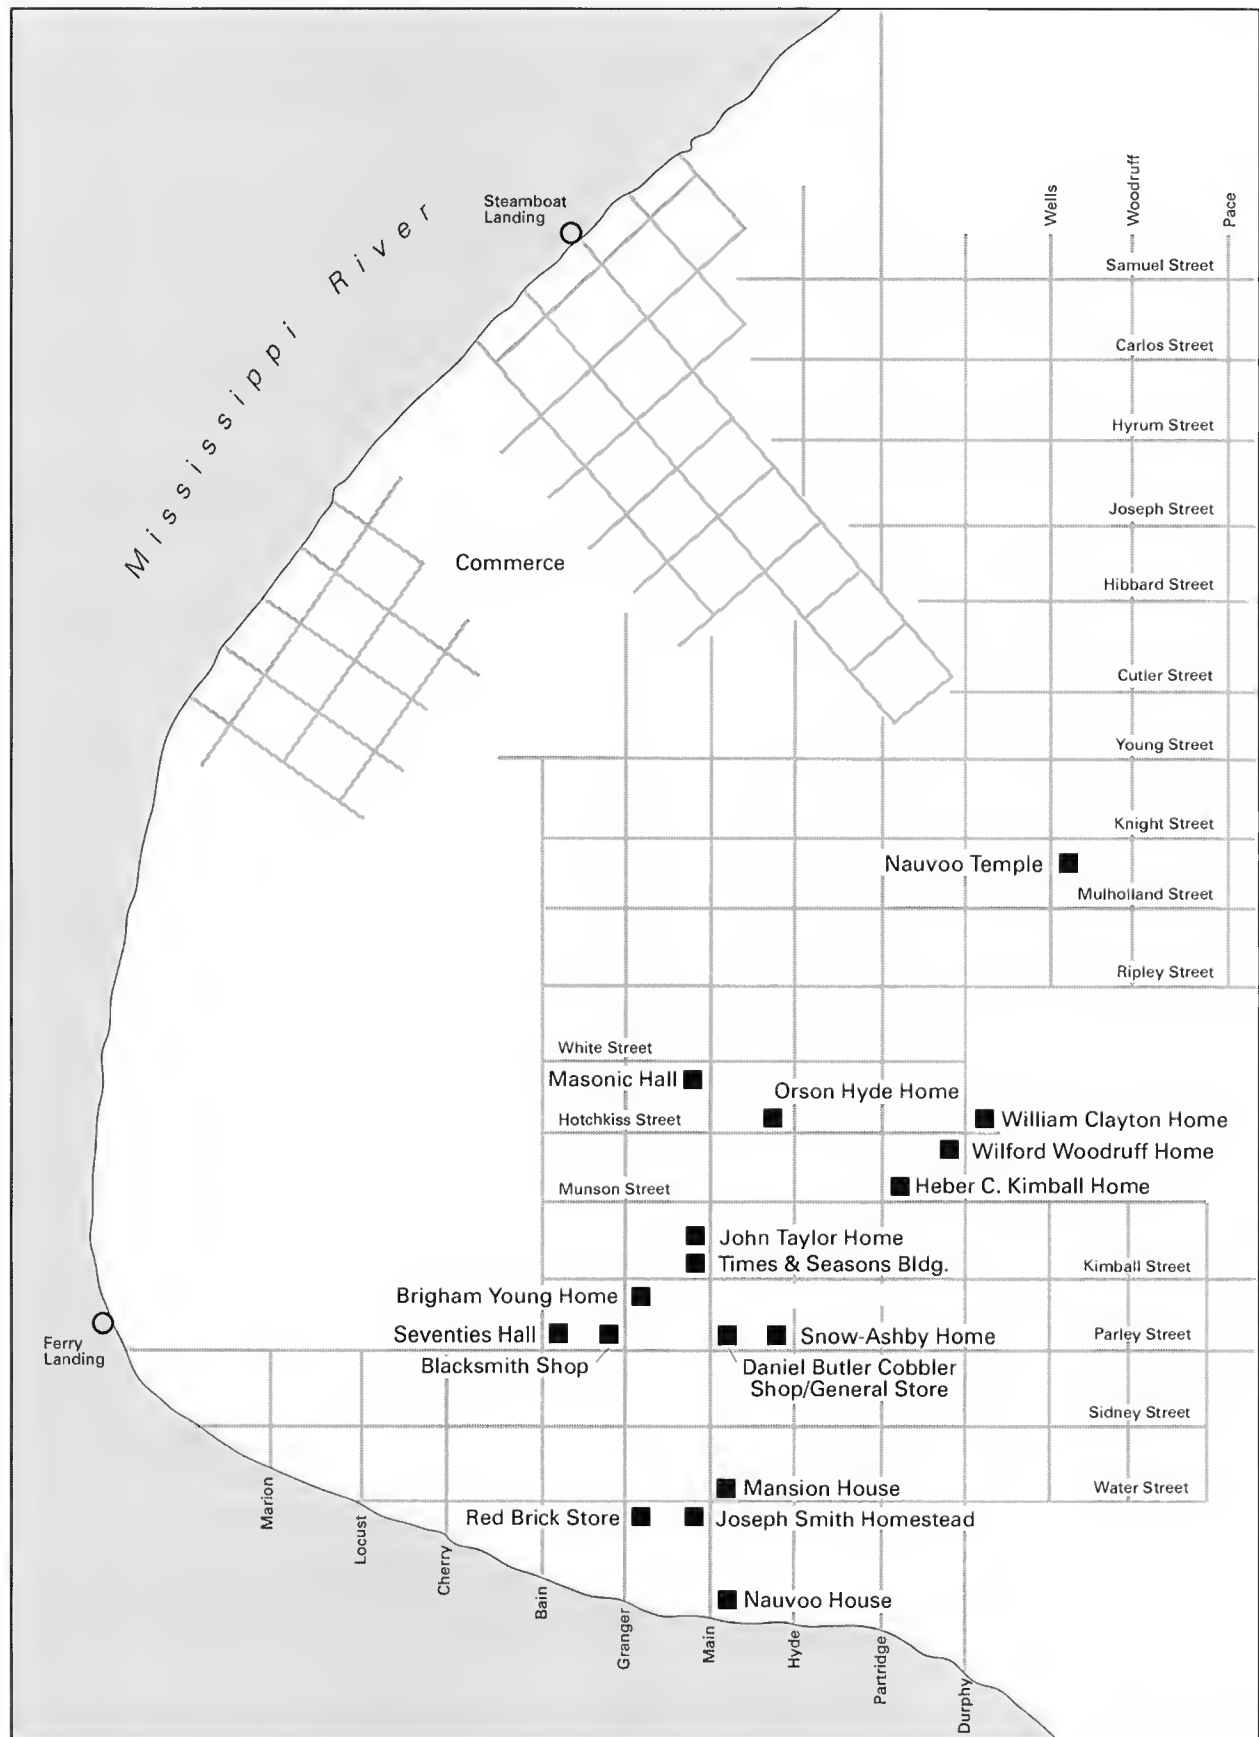 Steamboat
Landing
Mississippi River
Wells
Woodruff
Pace
Samuel Street
Carlos Street
Hyrum Street
Joseph Street
Commerce
Hibbard Street
Cutler Street
Young Street
Knight Street
Nauvoo Temple
Mulholland Street
Ripley Street
White Street
Masonic Hall
Orson Hyde Home
Hotchkiss Street
William Clayton Home
Wilford Woodruff Home
Munson Street
Heber C. Kimball Home
John Taylor Home
Times & Seasons Bldg.
Kimball Street
Brigham Young Home
Ferry
Landing
Seventies Hall
Snow-Ashby Home
Parley Street
Blacksmith Shop
Daniel Butler Cobbler
Shop/General Store
Sidney Street
Mansion House
Water Street
Red Brick Store
Joseph Smith Homestead
Nauvoo House
Marion
Locust
Cherry
Bain
Granger
Main
Hyde
Partridge
Durphy